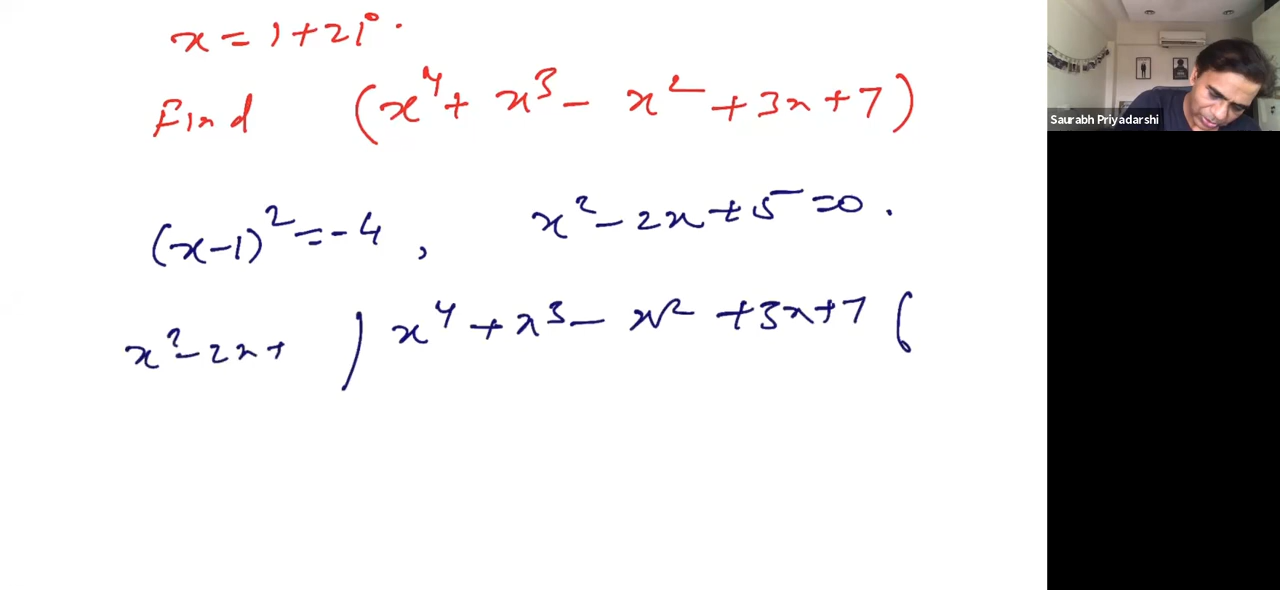 x = 1+2i.
Find (x⁴ + x³ − x² + 3x + 7)
(x−1)² = −4 , x² − 2x + 5 = 0 .
x² − 2x + ) x⁴ + x³ − x² + 3x + 7 (
Saurabh Priyadarshi